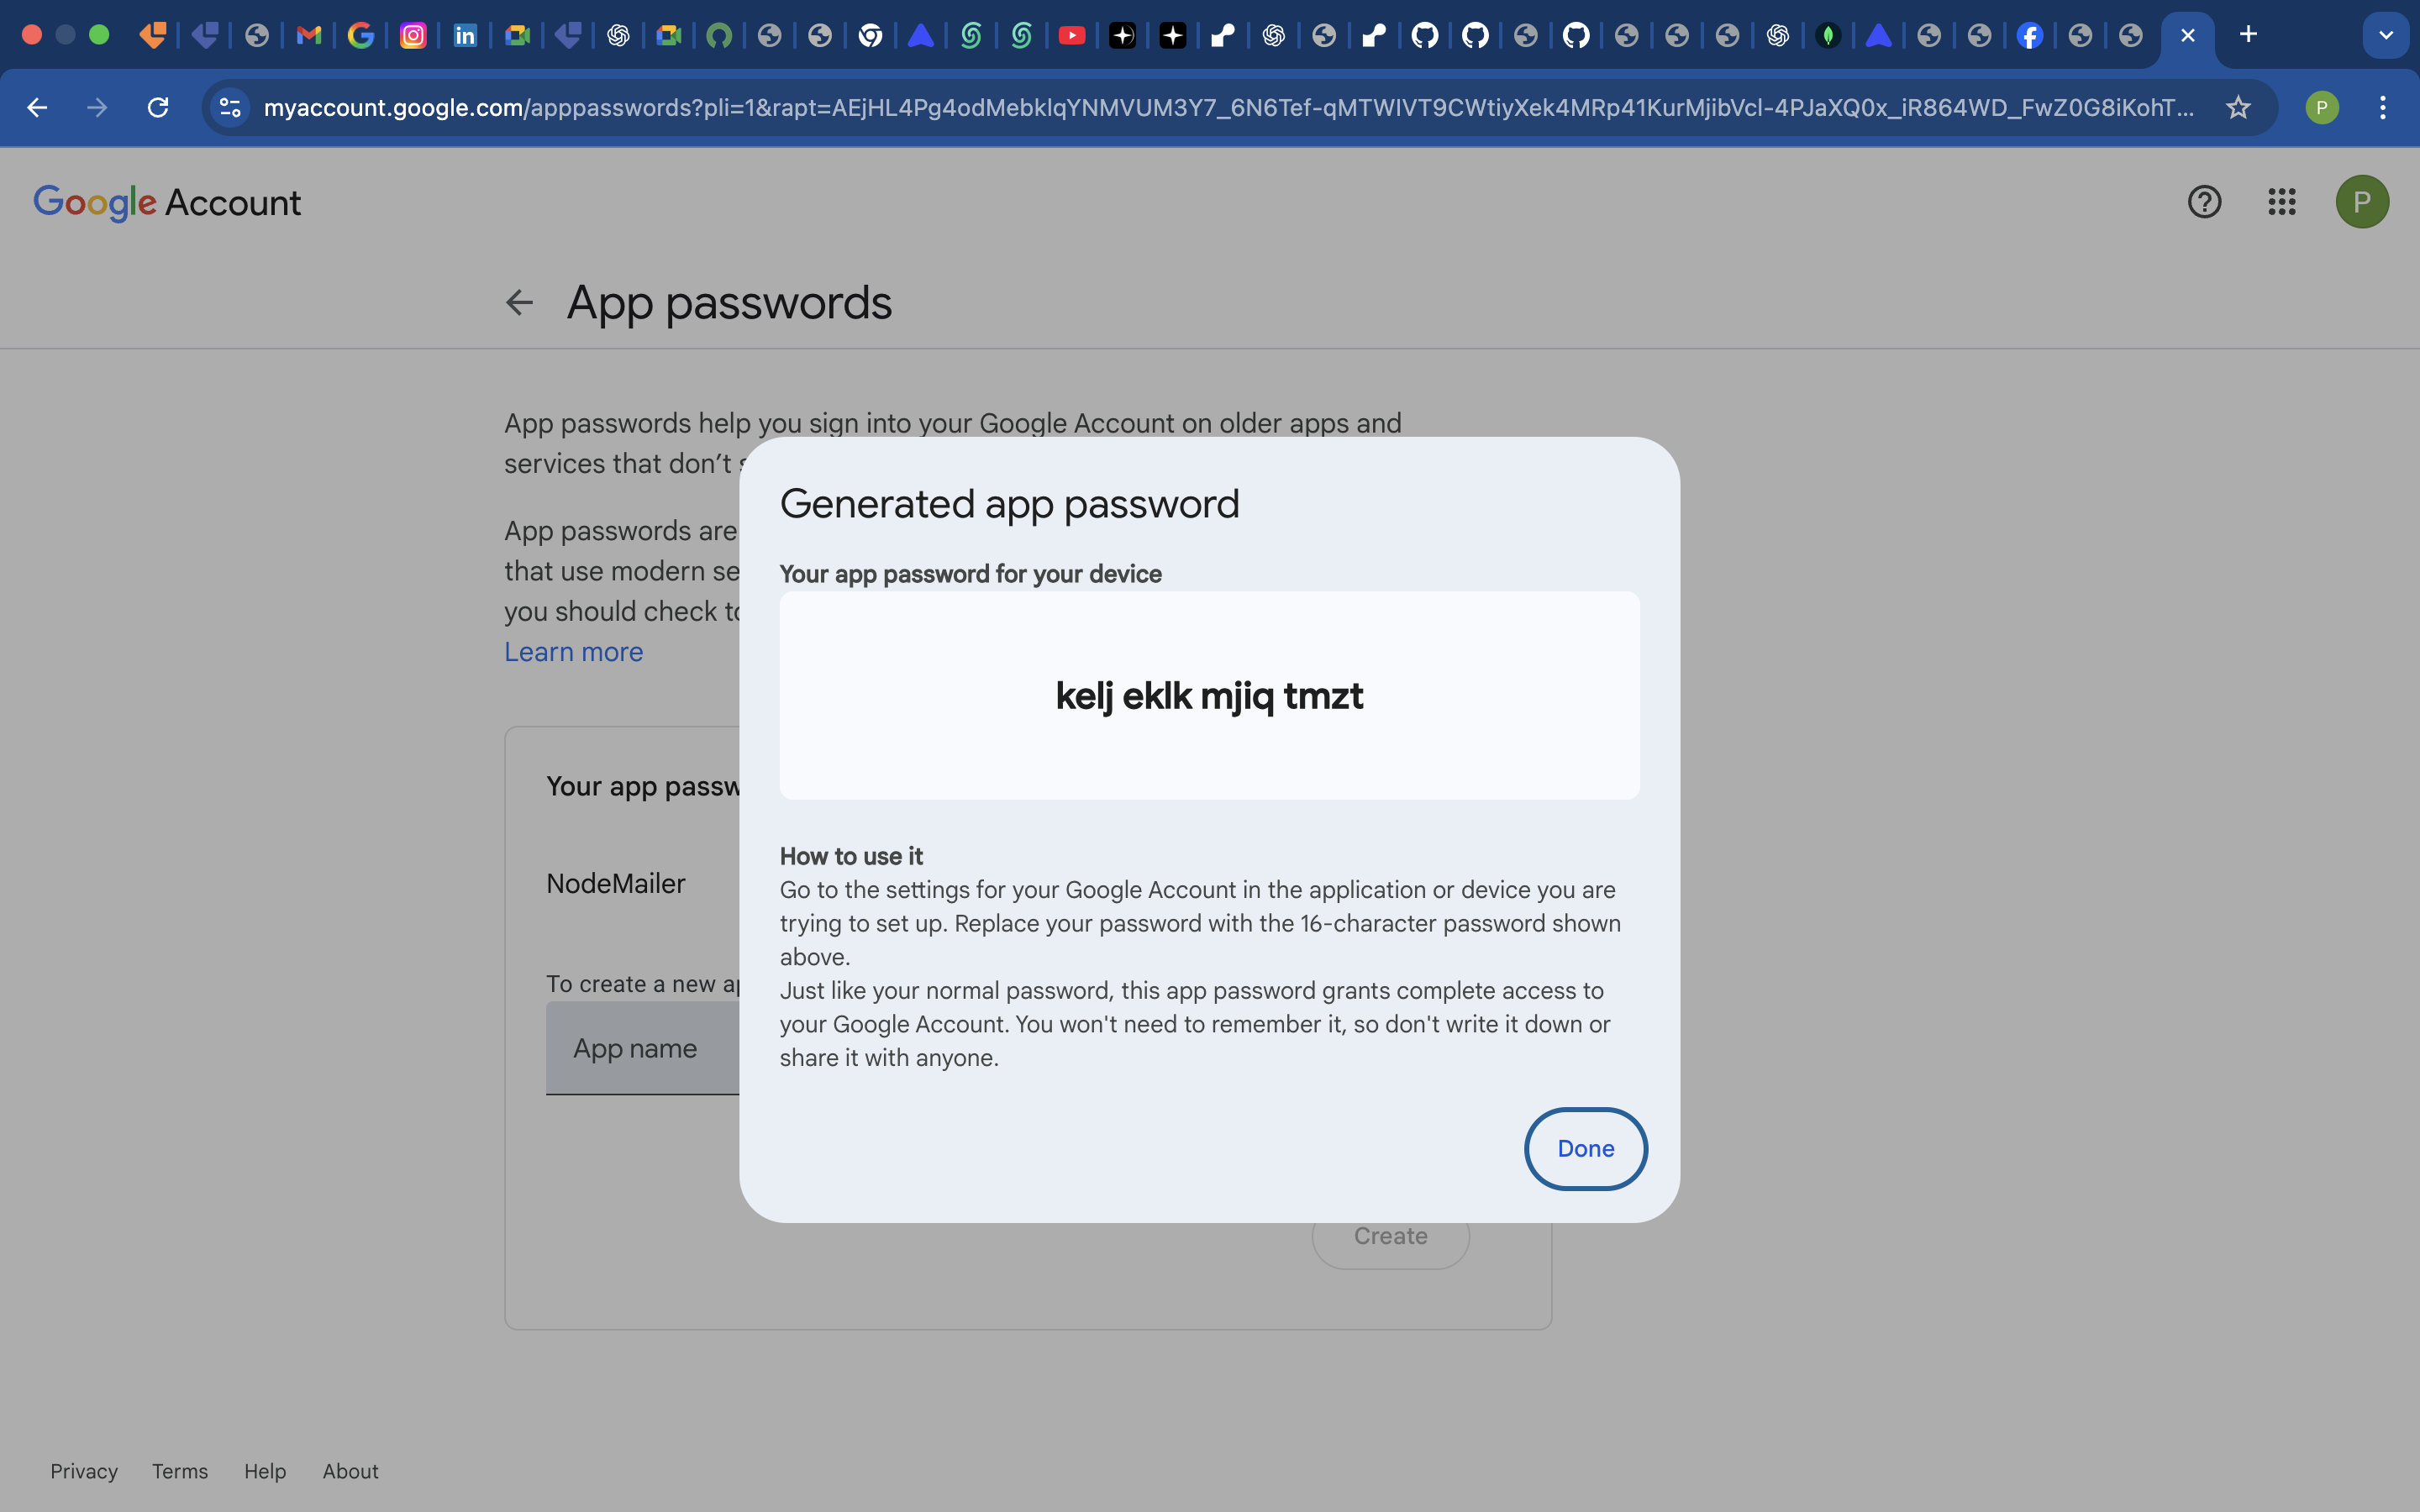 myaccount.google.com/apppasswords?pli=1&rapt=AEjHL4Pg4odMebklqYNMVUM3Y7_6N6Tef-qMTWIVT9CWtiyXek4MRp41KurMjibVcl-4PJaXQ0x_iR864WD_FwZ0G8iKohT...
P
Google Account
P
App passwords
App passwords help you sign into your Google Account on older apps and
services that don’t s
App passwords are
that use modern se
you should check to
Learn more
Generated app password
Your app password for your device
kelj eklk mjiq tmzt
Your app passw
How to use it
NodeMailer
Go to the settings for your Google Account in the application or device you are
trying to set up. Replace your password with the 16-character password shown
above.
To create a new ap
Just like your normal password, this app password grants complete access to
your Google Account. You won't need to remember it, so don't write it down or
share it with anyone.
App name
Done
Create
Privacy Terms Help About